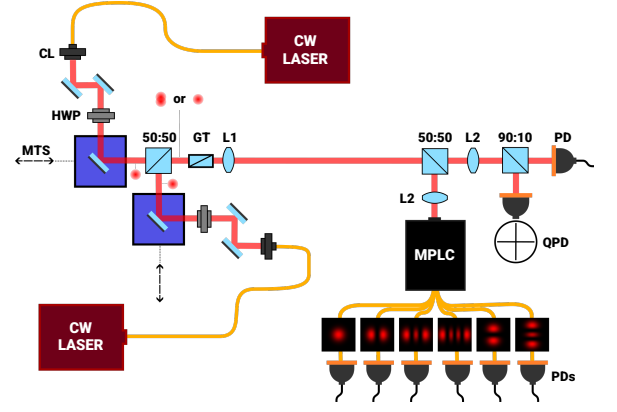 CL
CW
LASER
HWP
or
MTS
50:50
GT
L1
50:50
L2
90:10
PD
L2
MPLC
QPD
CW
LASER
PDs